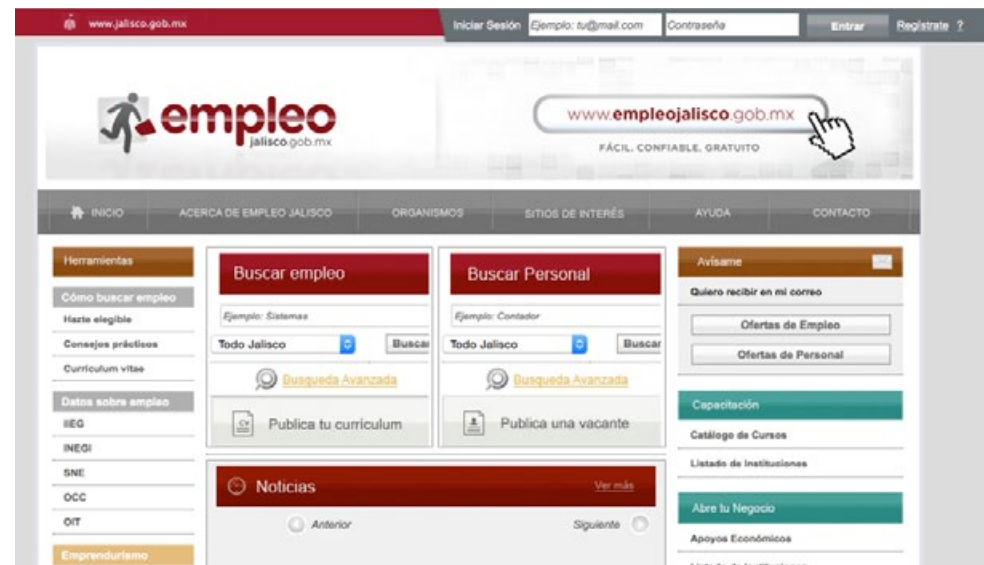 www.jalisco.gob.mx
Iniciar Sesión
Ejemplo: tu@mail.com
Contraseña
Entrar
Regístrate ?
empleo
jalisco.gob.mx
www.empleojalisco.gob.mx
FÁCIL. CONFIABLE. GRATUITO
INICIO
ACERCA DE EMPLEO JALISCO
ORGANISMOS
SITIOS DE INTERÉS
AYUDA
CONTACTO
Herramientas
Cómo buscar empleo
Hazte elegible
Consejos prácticos
Curriculum vitae
Datos sobre empleo
IIEG
INEGI
SNE
OCC
OIT
Emprendurismo
Buscar empleo
Ejemplo: Sistemas
Todo Jalisco
Buscar
Busqueda Avanzada
Publica tu curriculum
Buscar Personal
Ejemplo: Contador
Todo Jalisco
Buscar
Busqueda Avanzada
Publica una vacante
Noticias
Ver más
Anterior
Siguiente
Avísame
Quiero recibir en mi correo
Ofertas de Empleo
Ofertas de Personal
Capacitación
Catálogo de Cursos
Listado de Instituciones
Abre tu Negocio
Apoyos Económicos